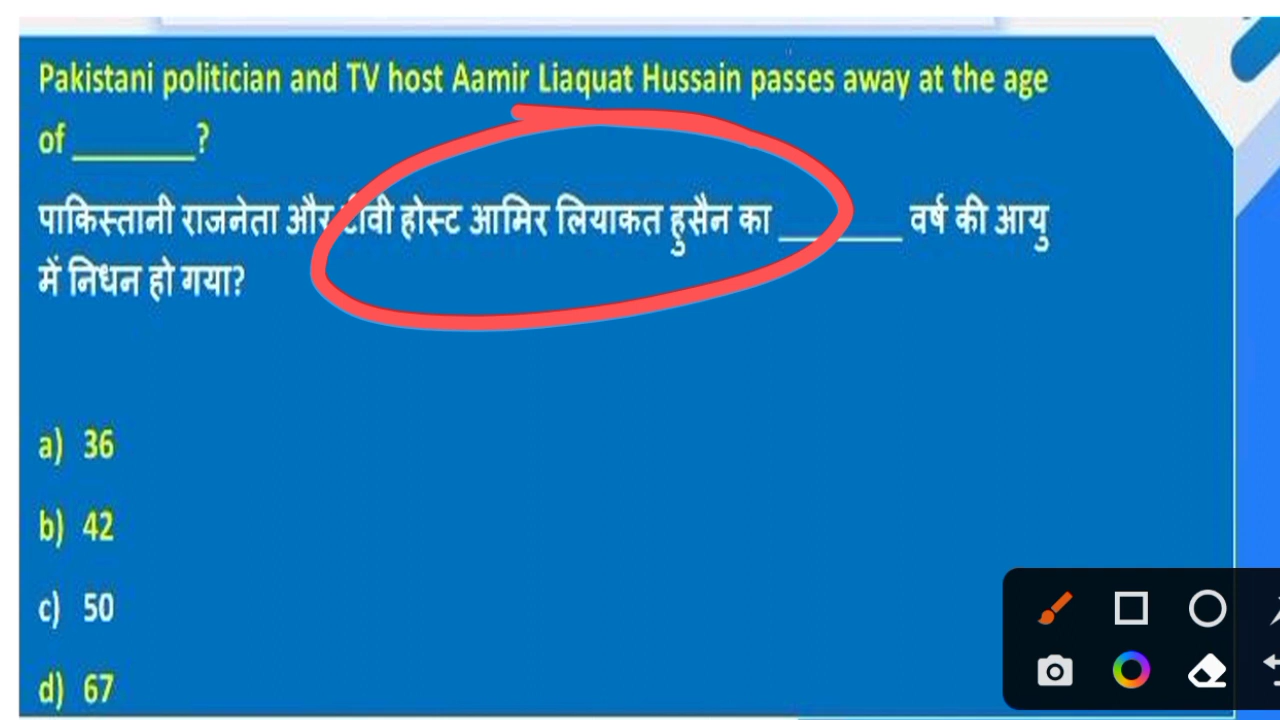 Pakistani politician and TV host Aamir Liaquat Hussain passes away at the age
of ________?
पाकिस्तानी राजनेता और टीवी होस्ट आमिर लियाकत हुसैन का ________ वर्ष की आयु
में निधन हो गया?
a) 36
b) 42
c) 50
d) 67